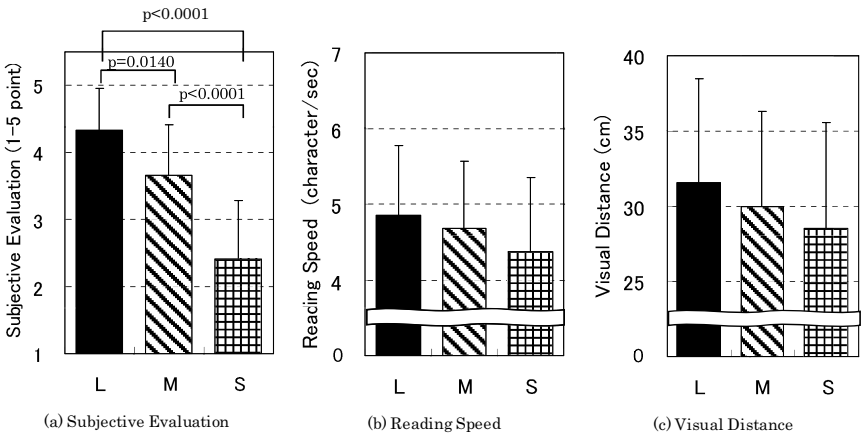 p<0.0001
p=0.0140
p<0.0001
Subjective Evaluation (1-5 point)
5
4
3
2
1
L M S
(a) Subjective Evaluation
Reacing Speed (character/sec)
7
6
5
4
0
L M S
(b) Reading Speed
Visual Distance (cm)
40
35
30
25
0
L M S
(c) Visual Distance